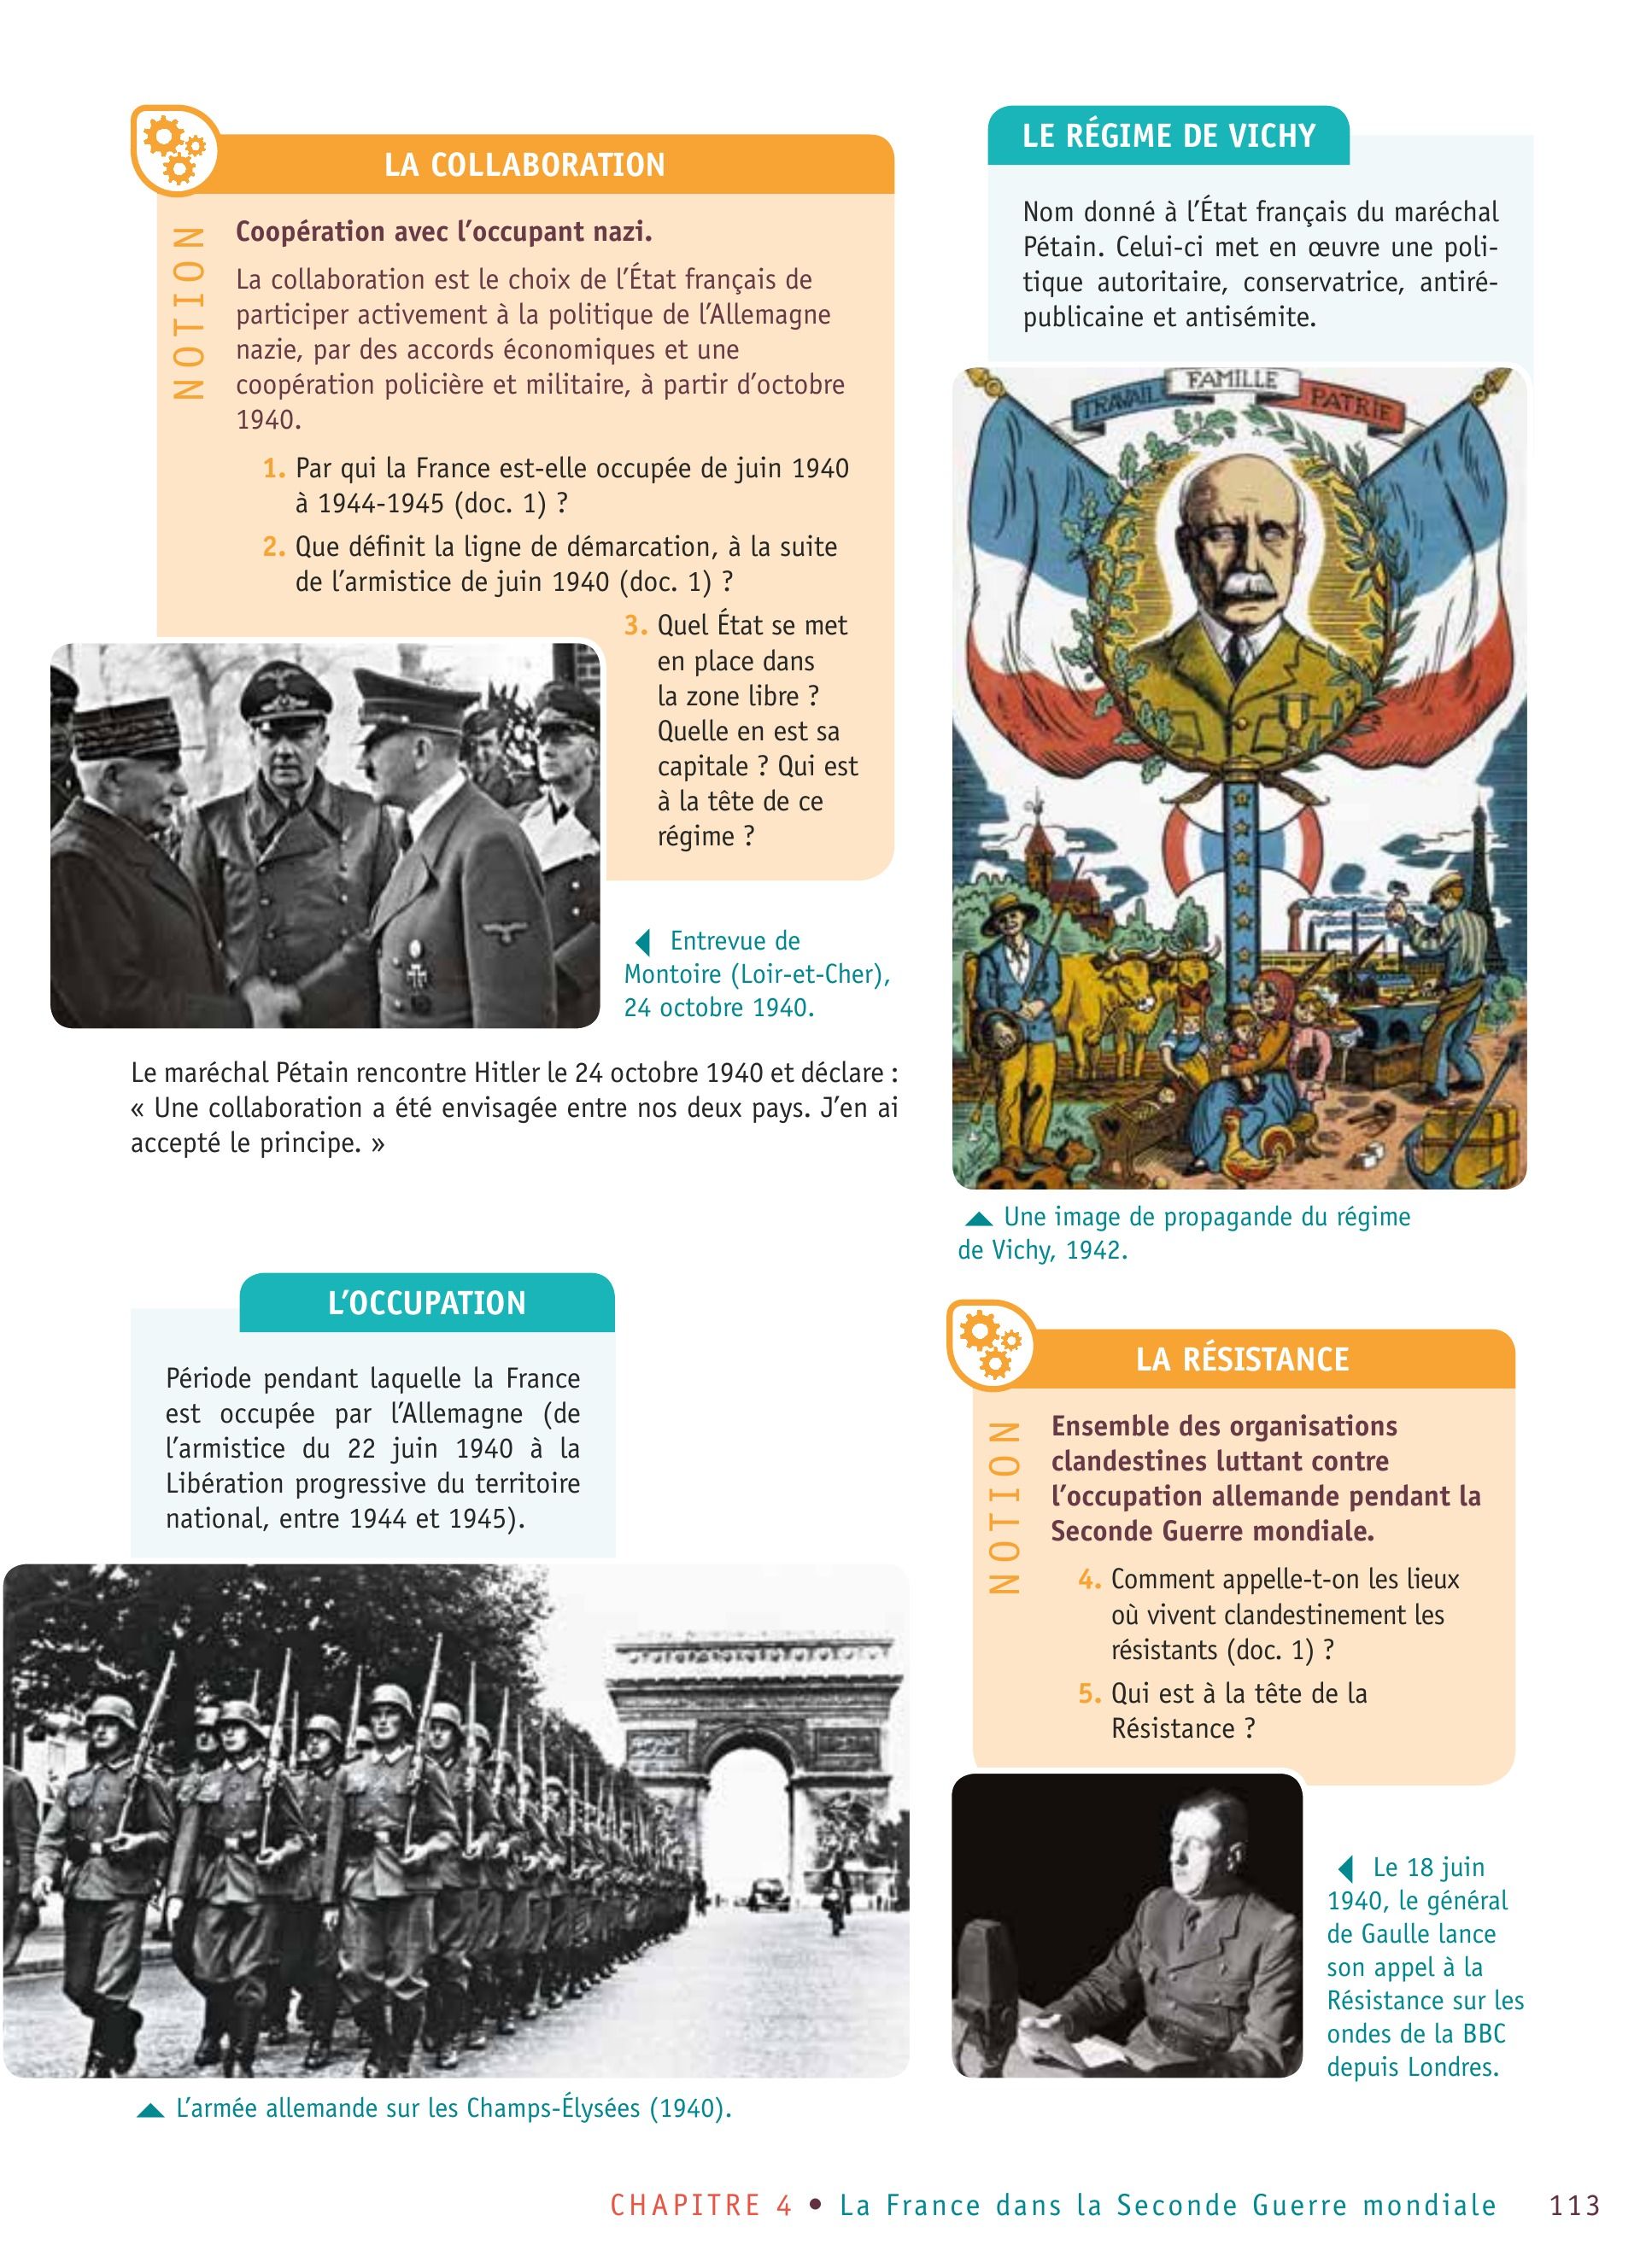 LA COLLABORATION
NOTION
Coopération avec l'occupant nazi.
La collaboration est le choix de l'État français de
participer activement à la politique de l'Allemagne
nazie, par des accords économiques et une
coopération policière et militaire, à partir d'octobre
1940.
1. Par qui la France est-elle occupée de juin 1940
à 1944-1945 (doc. 1) ?
2. Que définit la ligne de démarcation, à la suite
de l'armistice de juin 1940 (doc. 1) ?
3. Quel État se met
en place dans
la zone libre ?
Quelle en est sa
capitale ? Qui est
à la tête de ce
régime ?
Entrevue de
Montoire (Loir-et-Cher),
24 octobre 1940.
Le maréchal Pétain rencontre Hitler le 24 octobre 1940 et déclare :
« Une collaboration a été envisagée entre nos deux pays. J'en ai
accepté le principe. »
LE RÉGIME DE VICHY
Nom donné à l'État français du maréchal
Pétain. Celui-ci met en œuvre une poli-
tique autoritaire, conservatrice, antiré-
publicaine et antisémite.
TRAVAIL FAMILLE PATRIE
Une image de propagande du régime
de Vichy, 1942.
L'OCCUPATION
Période pendant laquelle la France
est occupée par l'Allemagne (de
l'armistice du 22 juin 1940 à la
Libération progressive du territoire
national, entre 1944 et 1945).
L'armée allemande sur les Champs-Élysées (1940).
LA RÉSISTANCE
NOTION
Ensemble des organisations
clandestines luttant contre
l'occupation allemande pendant la
Seconde Guerre mondiale.
4. Comment appelle-t-on les lieux
où vivent clandestinement les
résistants (doc. 1) ?
5. Qui est à la tête de la
Résistance ?
Le 18 juin
1940, le général
de Gaulle lance
son appel à la
Résistance sur les
ondes de la BBC
depuis Londres.
CHAPITRE 4 • La France dans la Seconde Guerre mondiale 113